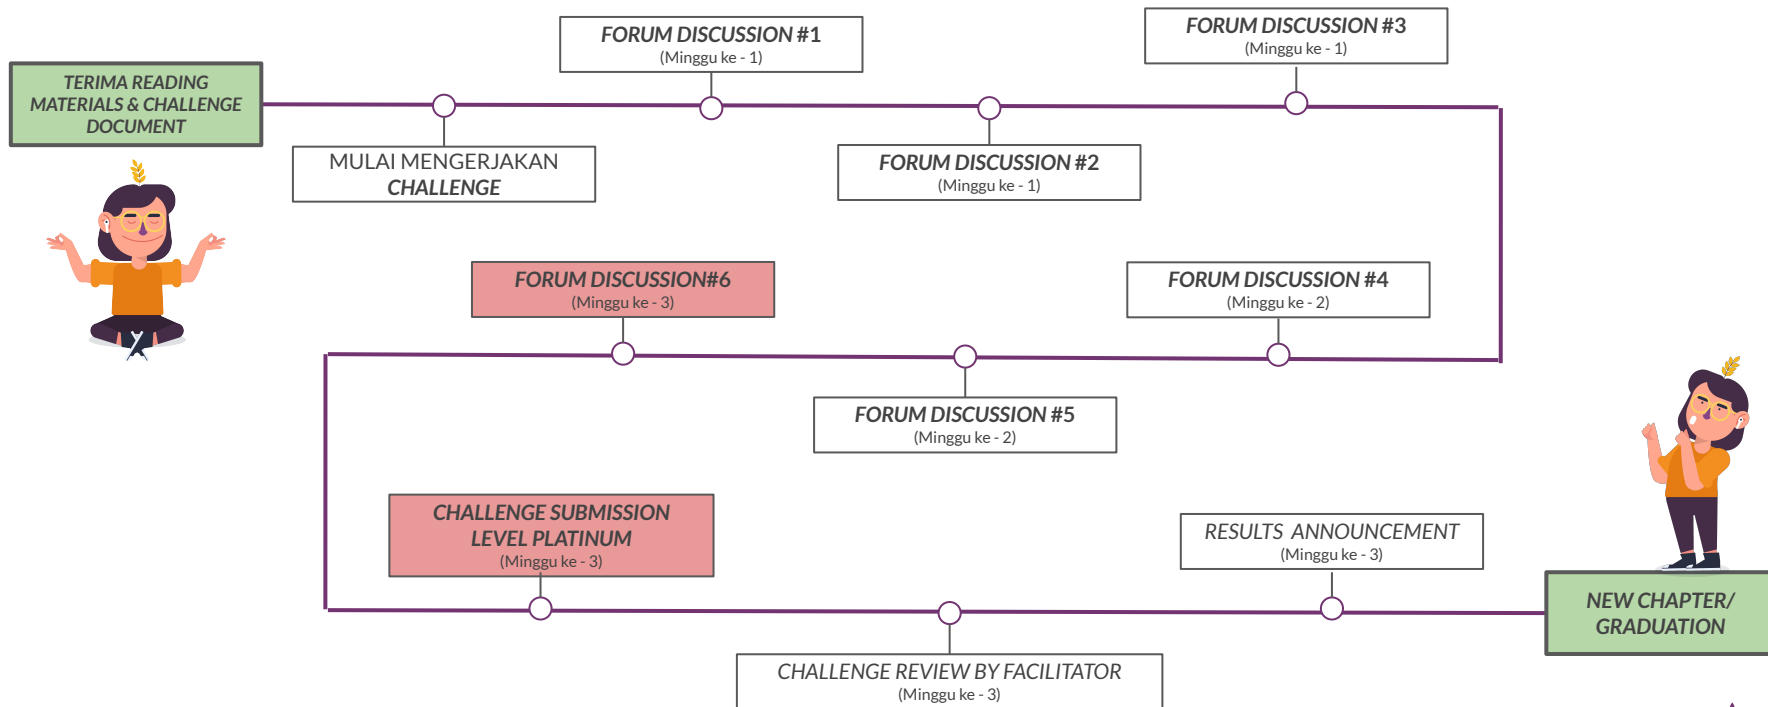 TERIMA READING
MATERIALS & CHALLENGE
DOCUMENT
MULAI MENGERJAKAN
CHALLENGE
FORUM DISCUSSION #1
(Minggu ke - 1)
FORUM DISCUSSION #2
(Minggu ke - 1)
FORUM DISCUSSION #3
(Minggu ke - 1)
FORUM DISCUSSION #4
(Minggu ke - 2)
FORUM DISCUSSION #5
(Minggu ke - 2)
FORUM DISCUSSION#6
(Minggu ke - 3)
CHALLENGE SUBMISSION
LEVEL PLATINUM
(Minggu ke - 3)
CHALLENGE REVIEW BY FACILITATOR
(Minggu ke - 3)
RESULTS ANNOUNCEMENT
(Minggu ke - 3)
NEW CHAPTER/
GRADUATION